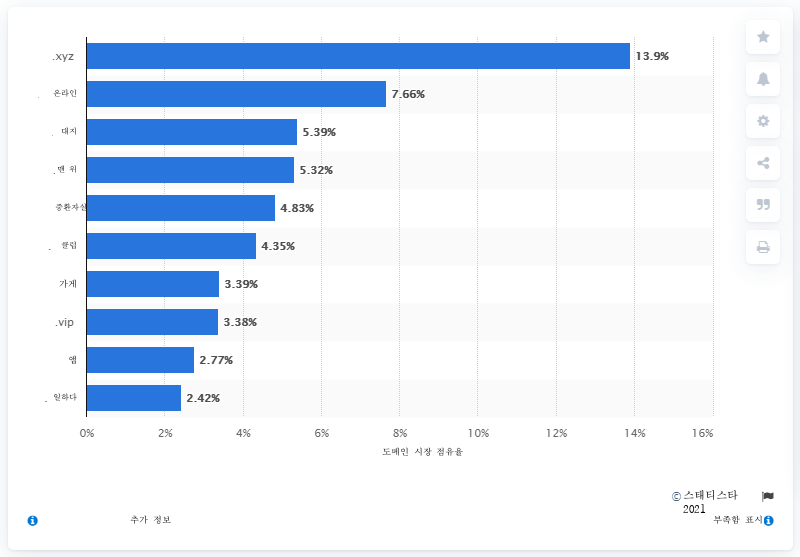 .xyz
13.9%
. 온라인
7.66%
. 대지
5.39%
. 맨 위
5.32%
중환자실
4.83%
. 클럽
4.35%
가게
3.39%
.vip
3.38%
앱
2.77%
. 일하다
2.42%
0% 2% 4% 6% 8% 10% 12% 14% 16%
도메인 시장 점유율
© 스태티스타
2021
추가 정보
부족함 표시